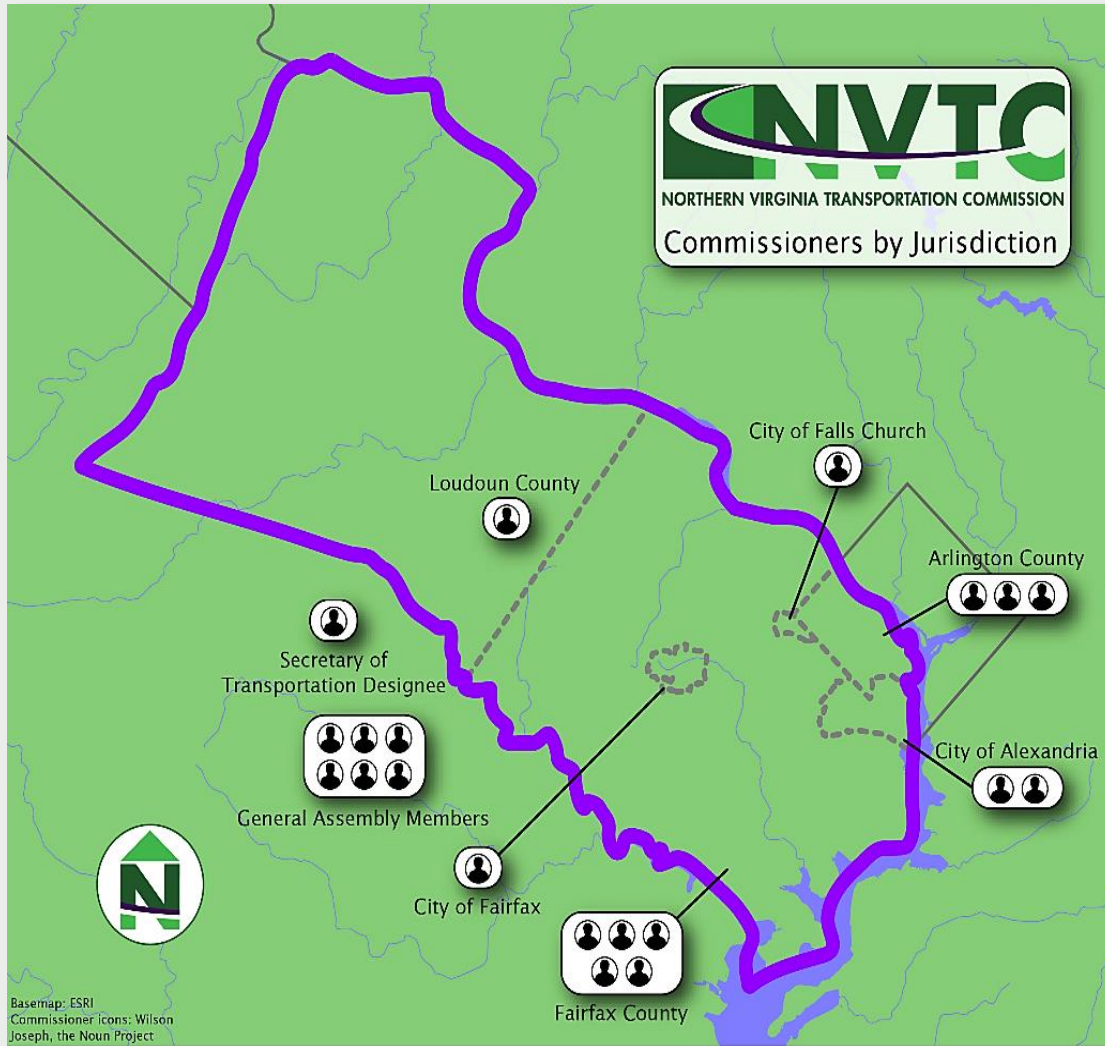 NVTC
NORTHERN VIRGINIA TRANSPORTATION COMMISSION
Commissioners by Jurisdiction
City of Falls Church
Loudoun County
Arlington County
Secretary of
Transportation Designee
City of Alexandria
General Assembly Members
N
City of Fairfax
Fairfax County
Basemap: ESRI
Commissioner icons: Wilson
Joseph, the Noun Project